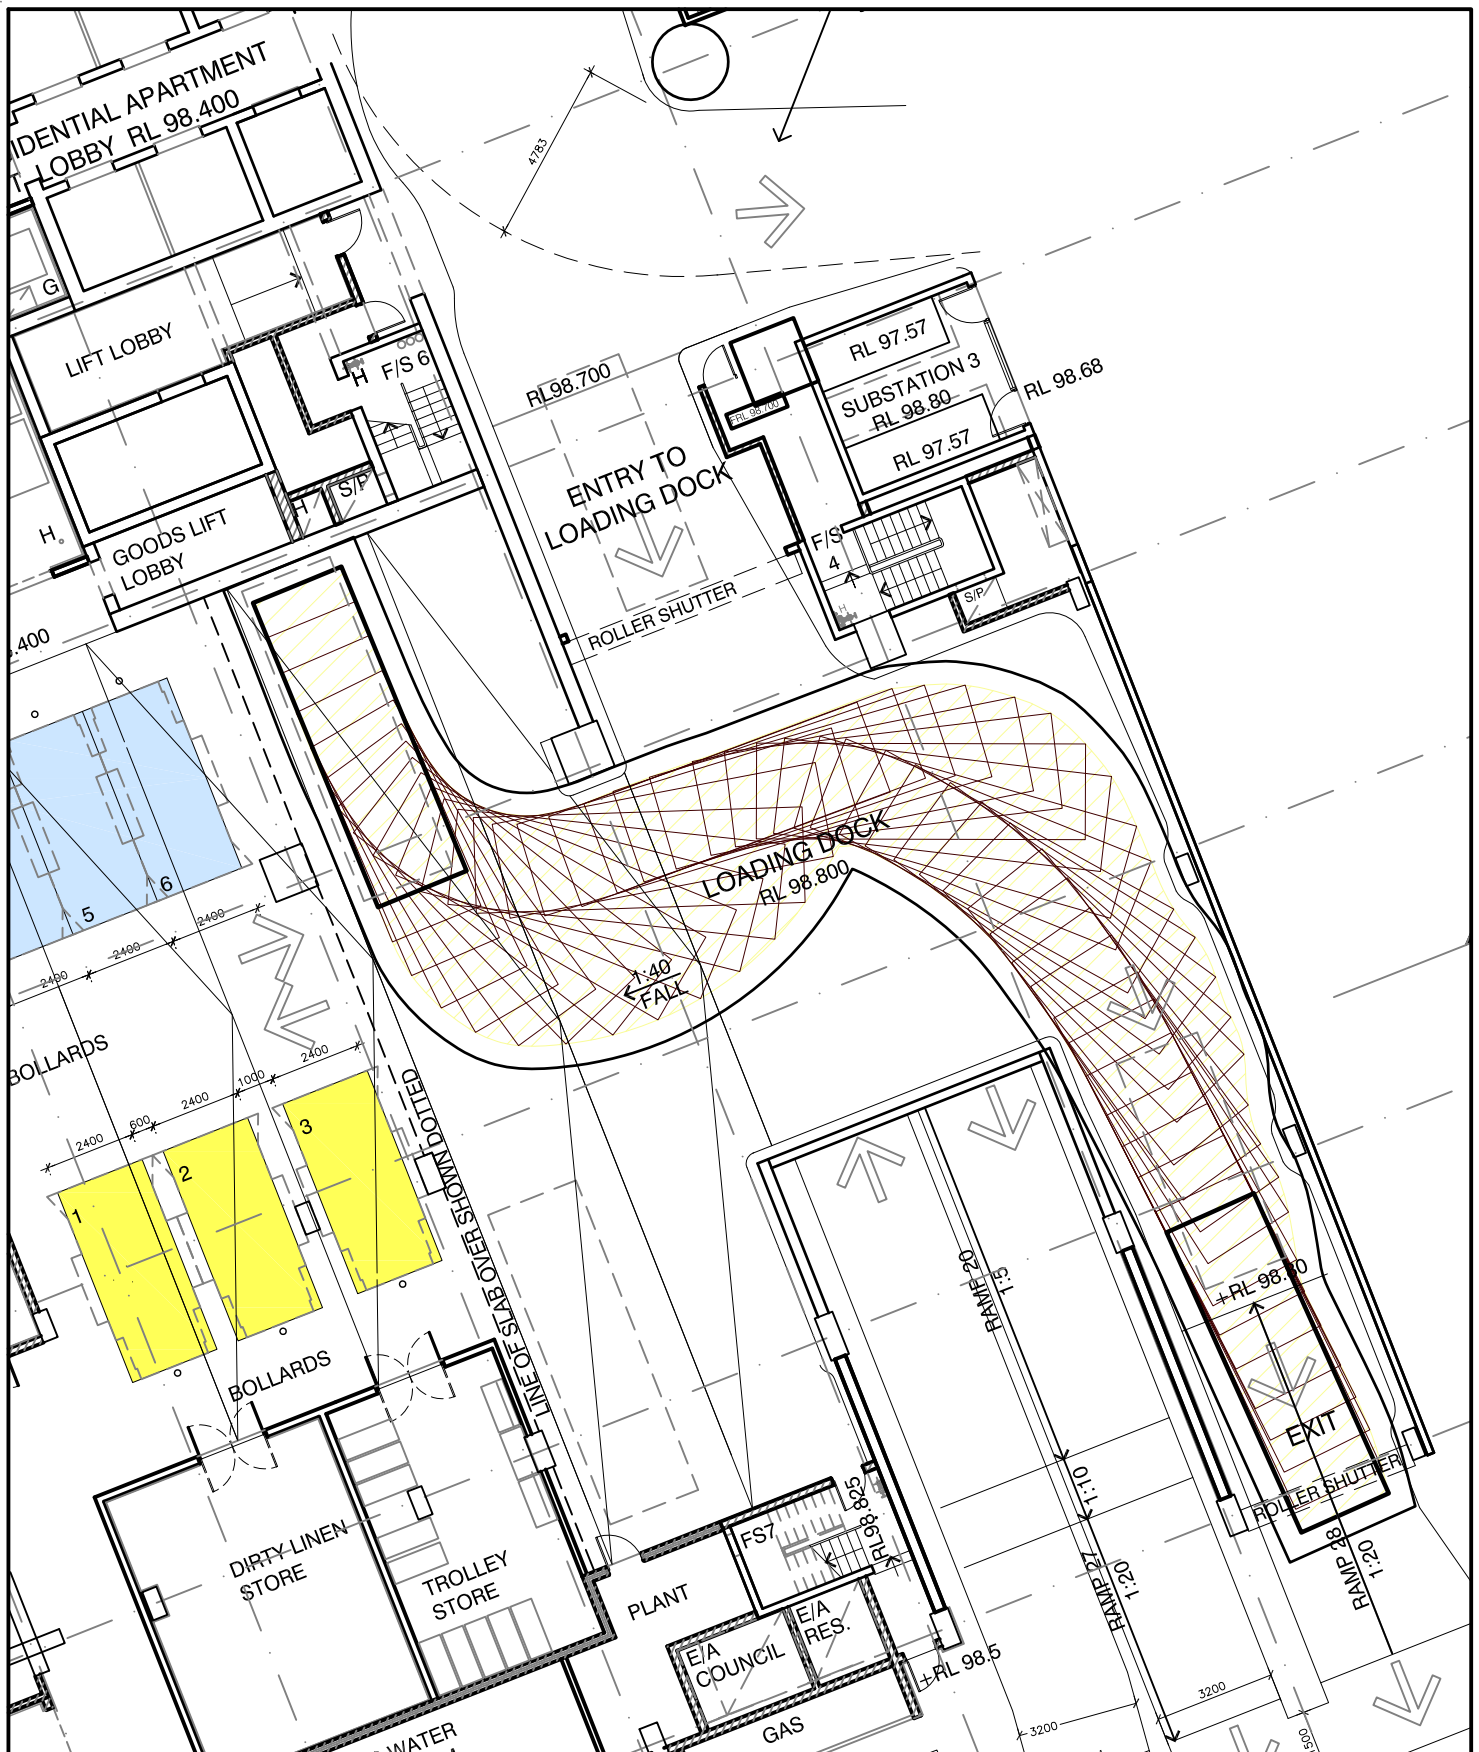 IDENTIAL APARTMENT
LOBBY RL 98.400
4783
G
LIFT LOBBY
H
F/S 6
RL98.700
FRL 98.700
RL 97.57
SUBSTATION 3
RL 98.80
RL 97.57
RL 98.68
ENTRY TO
LOADING DOCK
H
S/P
H
GOODS LIFT
LOBBY
F/S
4
H
S/P
ROLLER SHUTTER
.400
LOADING DOCK
RL 98.800
6
5
2400
2400
2400
1:40
FALL
BOLLARDS
2400
1000
2400
600
2400
3
2
1
LINE OF SLAB OVER SHOWN DOTTED
RAMP 20
1:5
+RL 98.80
BOLLARDS
EXIT
ROLLER SHUTTER
1:10
RL98.825
FS7
DIRTY LINEN
STORE
TROLLEY
STORE
PLANT
RAMP 27
1:20
RAMP 28
1:20
E/A
RES.
E/A
COUNCIL
+RL 98.5
GAS
WATER
3200
3200
1500